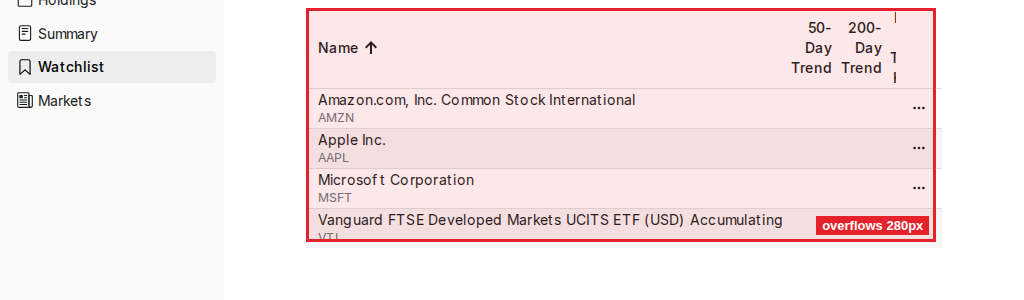 Holdings
Summary
Watchlist
Markets
Name
50-Day Trend
200-Day Trend
Amazon.com, Inc. Common Stock International
AMZN
Apple Inc.
AAPL
Microsoft Corporation
MSFT
Vanguard FTSE Developed Markets UCITS ETF (USD) Accumulating
overflows 280px